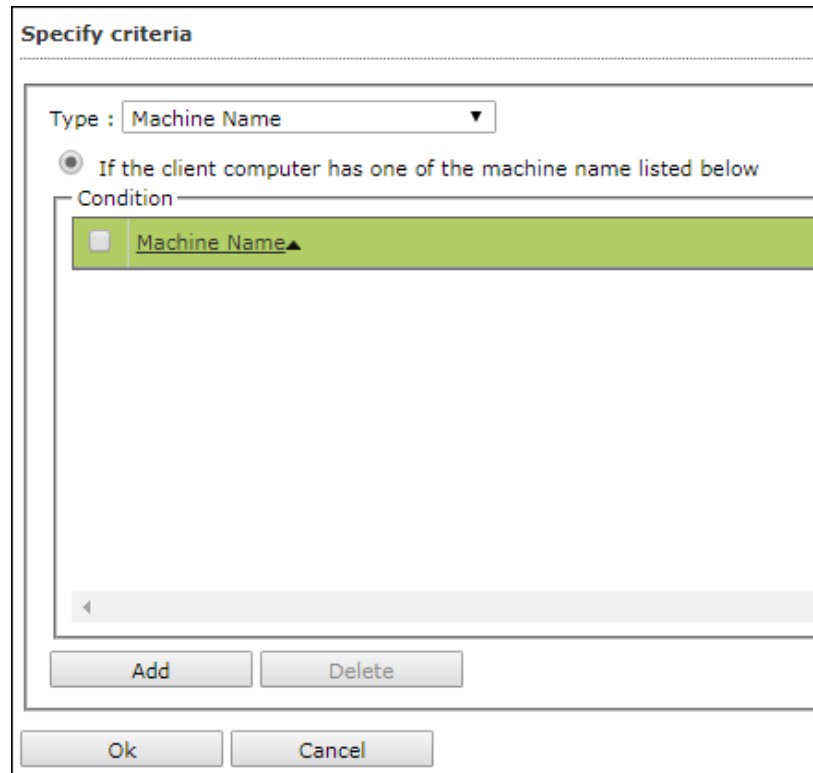 Specify criteria
Type : Machine Name
If the client computer has one of the machine name listed below
Condition
Machine Name
Add Delete
Ok Cancel